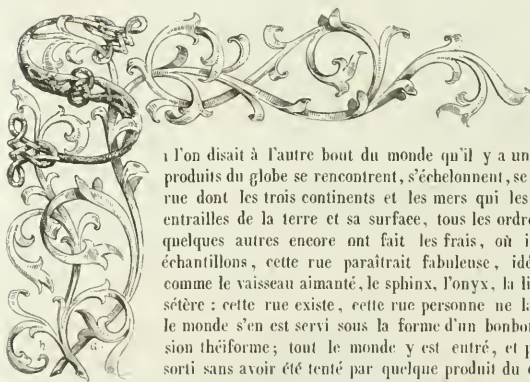 SI l'on disait à l'autre bout du monde qu'il y a un
produits du globe se rencontrent, s'échelonnent, se
rue dont les trois continents et les mers qui les
entrailles de la terre et sa surface, tous les ordre
quelques autres encore ont fait les frais, où i
échantillons, cette rue paraîtrait fabuleuse, idé
comme le vaisseau aimanté, le sphinx, l'onyx, la li
sétère : cette rue existe, cette rue personne ne la
le monde s'en est servi sous la forme d'un bonbon
sion théiforme; tout le monde y est entré, et p
sorti sans avoir été tenté par quelque produit du